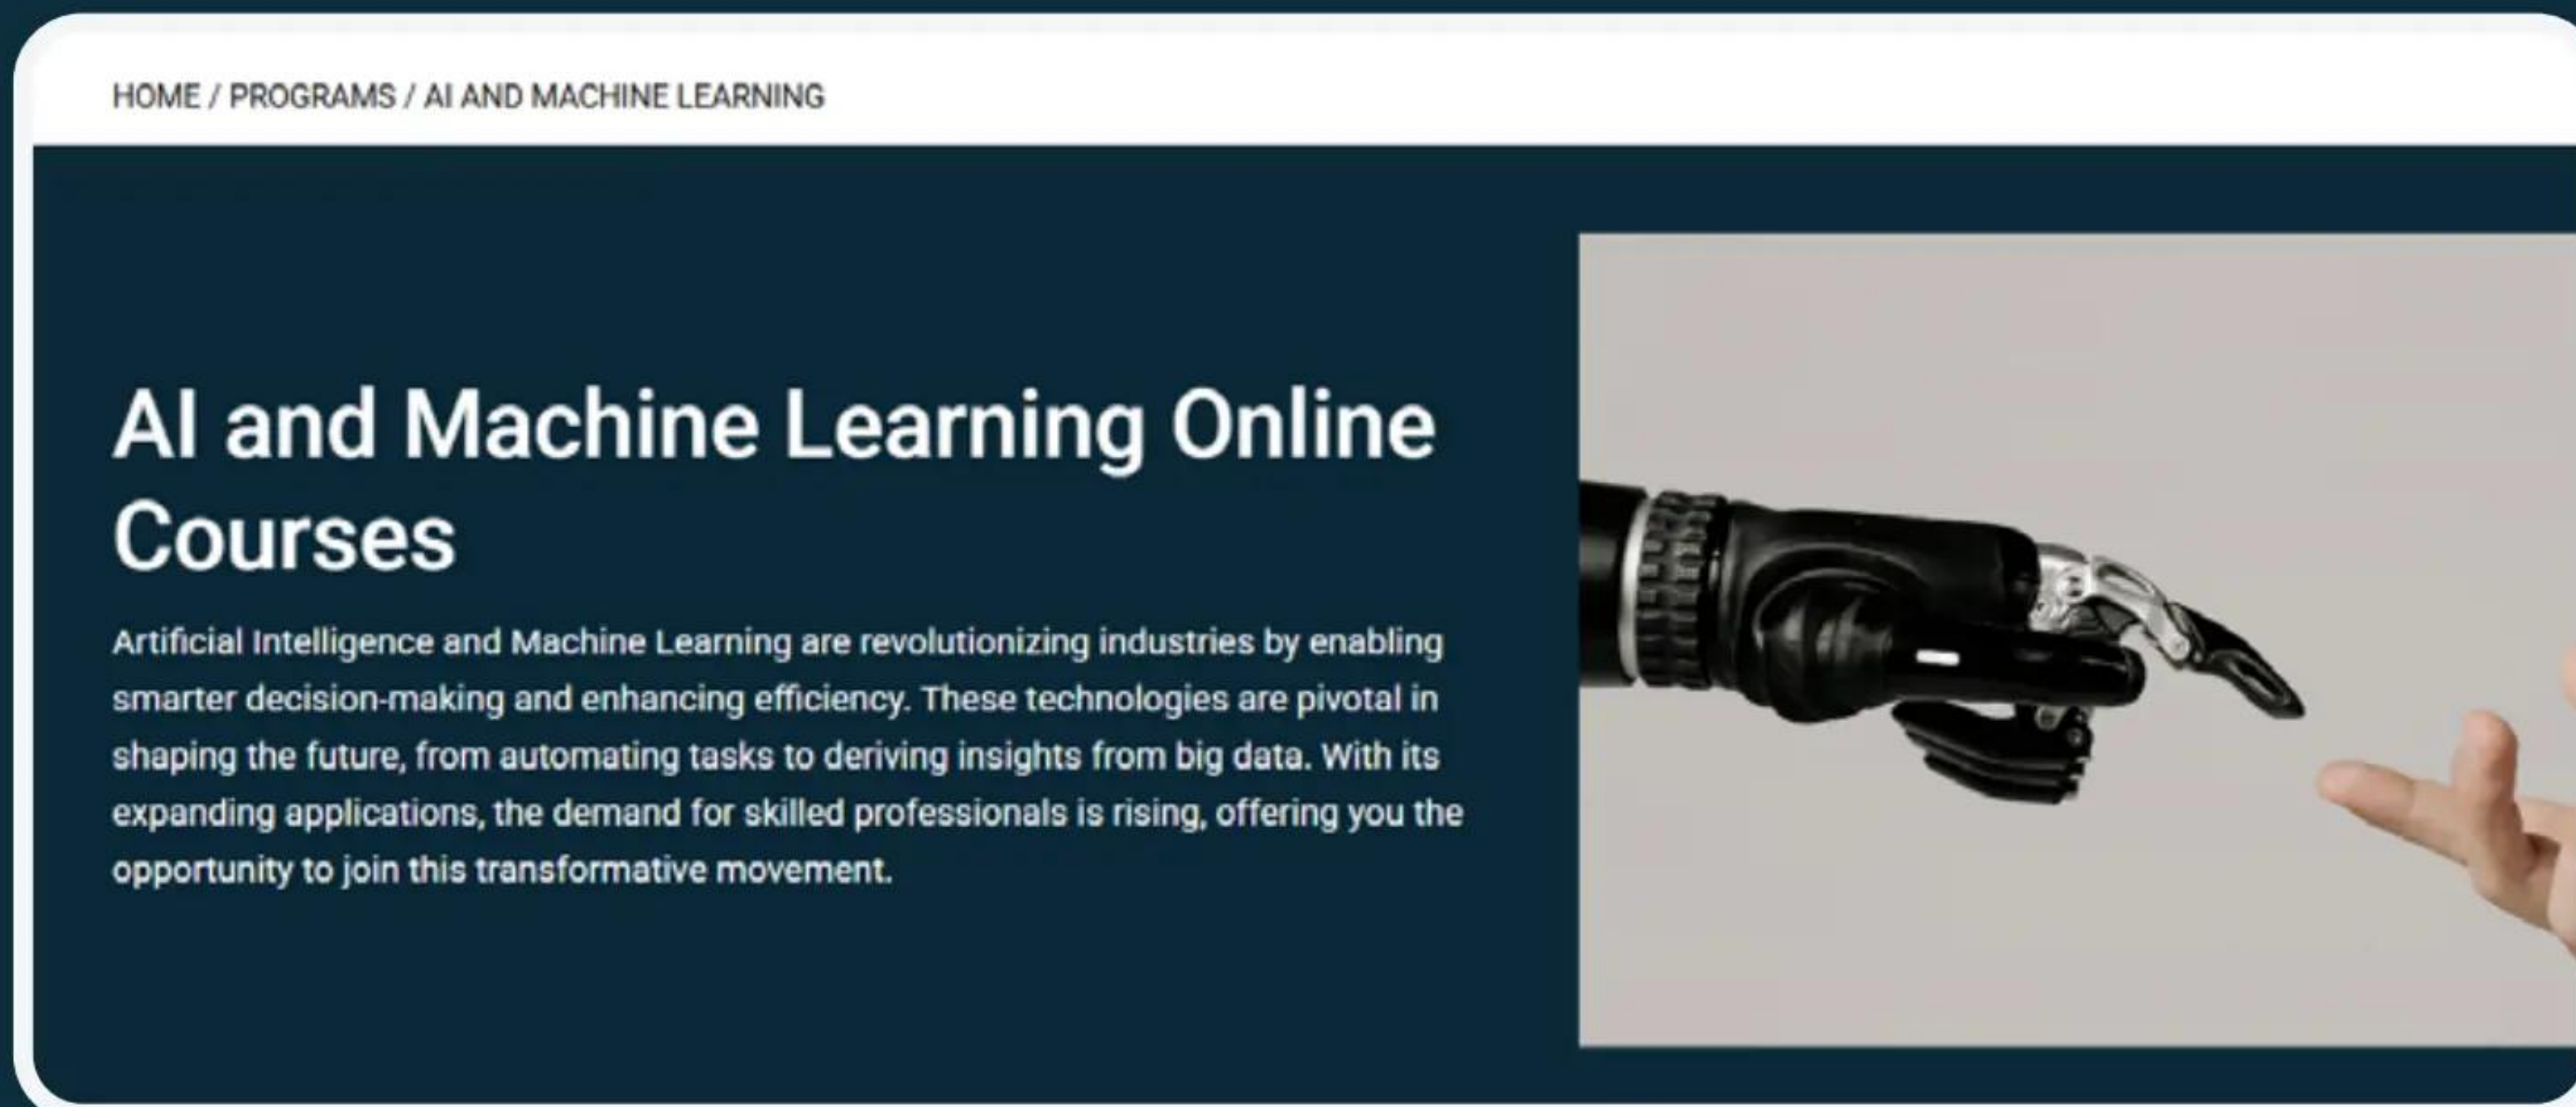 HOME / PROGRAMS / AI AND MACHINE LEARNING
AI and Machine Learning Online
Courses
Artificial Intelligence and Machine Learning are revolutionizing industries by enabling
smarter decision-making and enhancing efficiency. These technologies are pivotal in
shaping the future, from automating tasks to deriving insights from big data. With its
expanding applications, the demand for skilled professionals is rising, offering you the
opportunity to join this transformative movement.